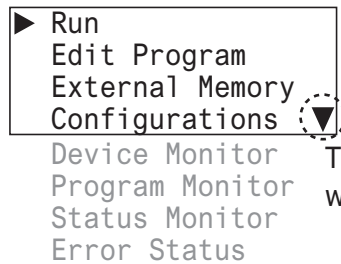 ▶ Run
Edit Program
External Memory
Configurations ▼
Device Monitor
Program Monitor
Status Monitor
Error Status